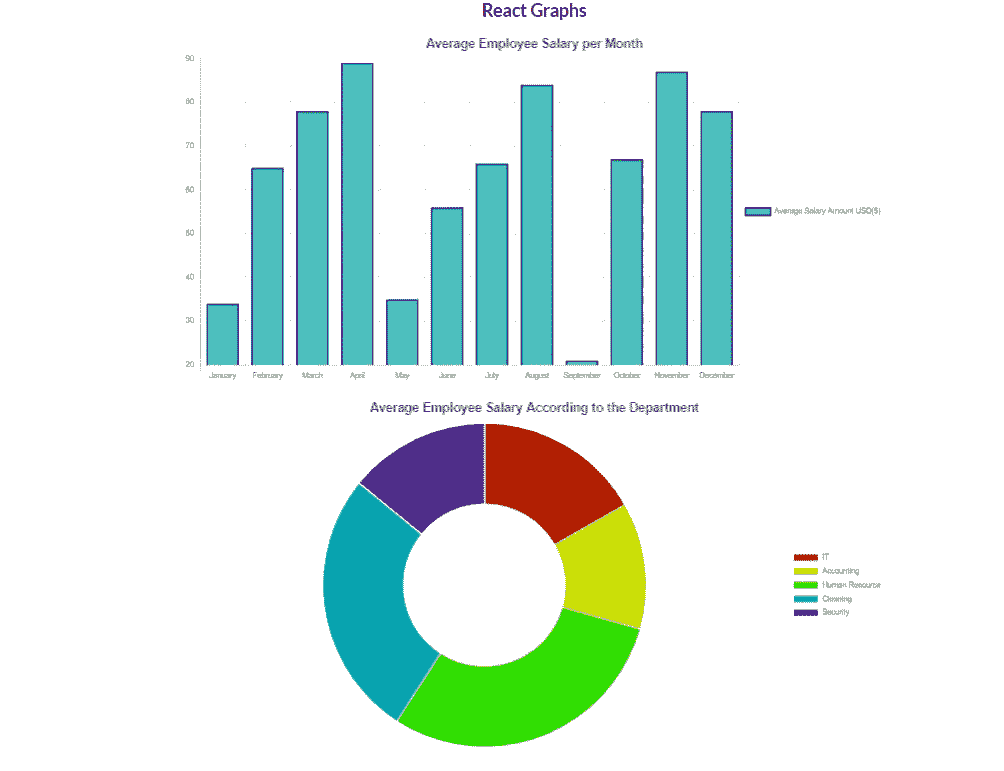 React Graphs
Average Employee Salary per Month
90
80
70
60
50
40
30
20
January February March April May June July August September October November December
Average Salary Amount USD($)
Average Employee Salary According to the Department
IT
Accounting
Human Resource
Cleaning
Security